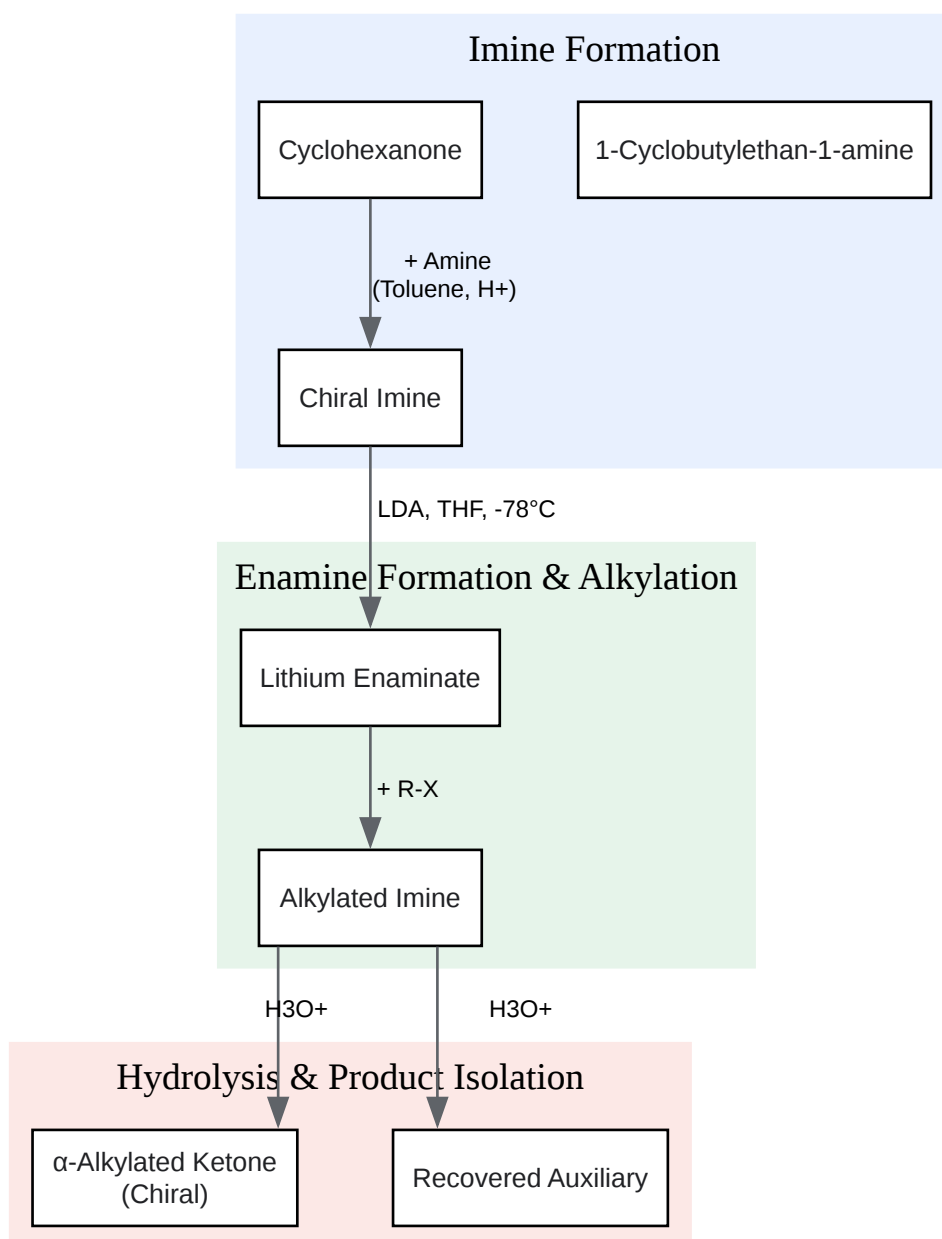 Imine Formation
Cyclohexanone
1-Cyclobutylethan-1-amine
+ Amine
(Toluene, H+)
Chiral Imine
LDA, THF, -78°C
Enamine Formation & Alkylation
Lithium Enaminate
+ R-X
Alkylated Imine
H3O+
H3O+
Hydrolysis & Product Isolation
α-Alkylated Ketone
(Chiral)
Recovered Auxiliary